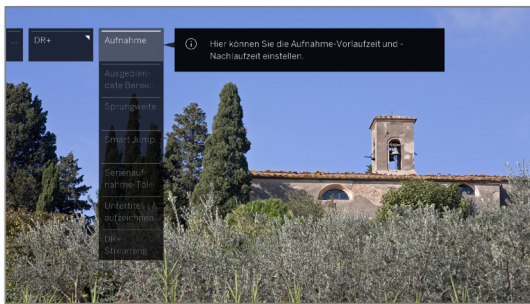 ...
DR+
Aufnahme
Hier können Sie die Aufnahme-Vorlaufzeit und -
Nachlaufzeit einstellen.
Ausgeblen-
dete Bereic
Sprungweite
Smart Jump
Serienauf-
nahme-Tole
Untertitel
aufzeichnen
DR+
Streaming